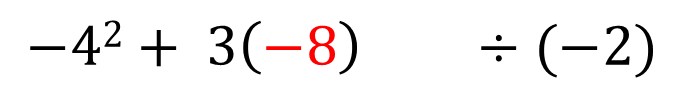 −4² + 3(−8) ÷ (−2)